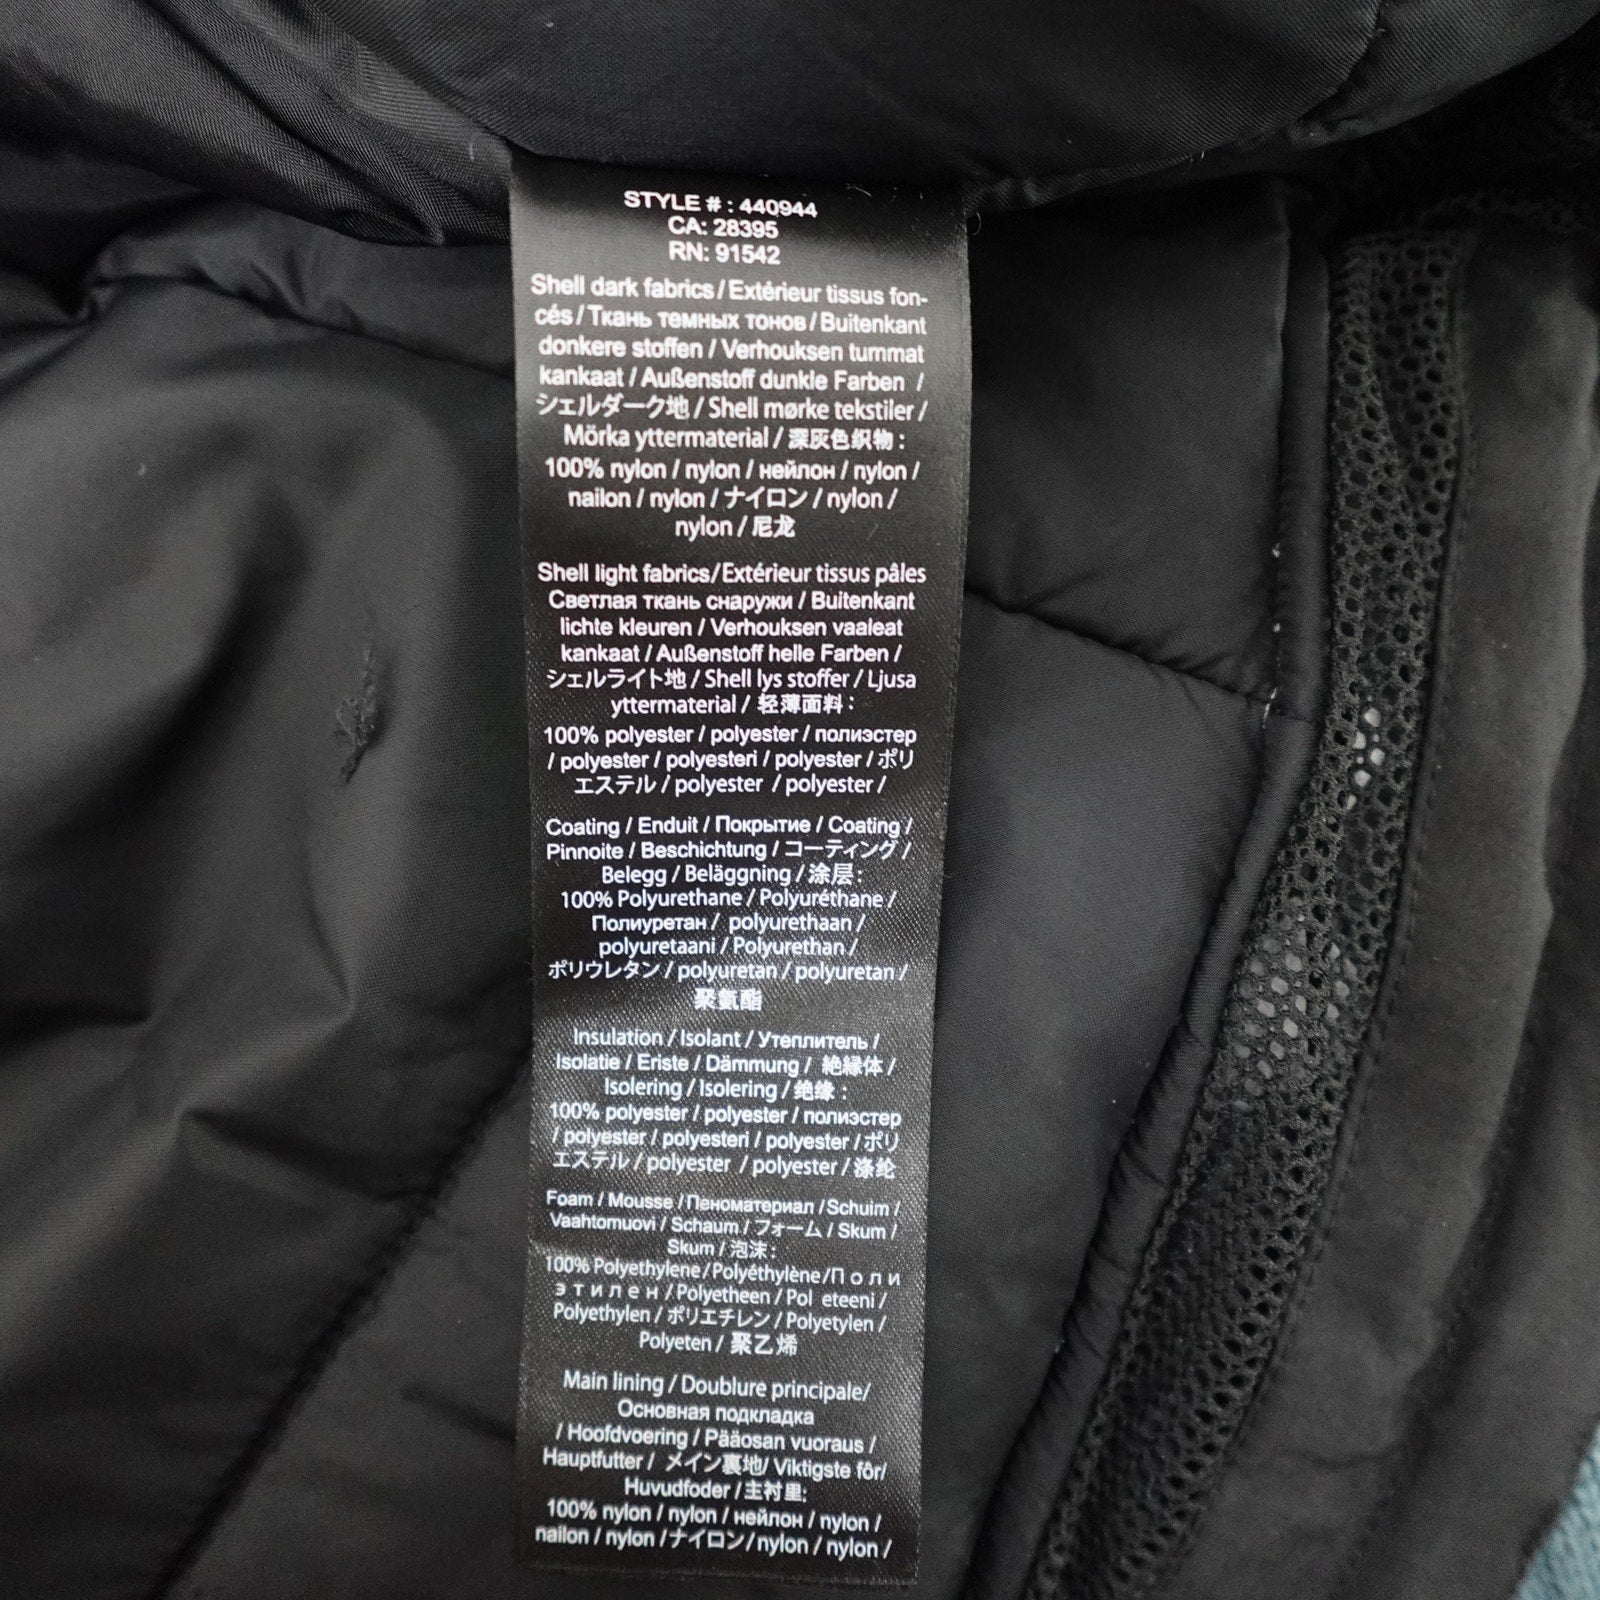 STYLE # : 440944
CA: 28395
RN: 91542
Shell dark fabrics / Extérieur tissus fon-
cés / Ткань темных тонов / Buitenkant
donkere stoffen / Verhouksen tummat
kankaat / Außenstoff dunkle Farben /
シェルダーク地 / Shell mørke tekstiler /
Mörka yttermaterial / 深灰色织物 :
100% nylon / nylon / нейлон / nylon /
nailon / nylon / ナイロン / nylon /
nylon / 尼龙
Shell light fabrics/Extérieur tissus pâles
Светлая ткань снаружи / Buitenkant
lichte kleuren / Verhouksen vaaleat
kankaat / Außenstoff helle Farben /
シェルライト地 / Shell lys stoffer / Ljusa
yttermaterial / 轻薄面料 :
100% polyester / polyester / полиэстер
/ polyester / polyesteri / polyester / ポリ
エステル / polyester / polyester /
Coating / Enduit / Покрытие / Coating /
Pinnoite / Beschichtung / コーティング /
Belegg / Beläggning / 涂层 :
100% Polyurethane / Polyuréthane /
Полиуретан / polyurethaan /
polyuretaani / Polyurethan /
ポリウレタン / polyuretan / polyuretan /
聚氨酯
Insulation / Isolant / Утеплитель /
Isolatie / Eriste / Dämmung / 絶縁体 /
Isolering / Isolering / 绝缘 :
100% polyester / polyester / полиэстер
/ polyester / polyesteri / polyester / ポリ
エステル / polyester / polyester / 涤纶
Foam / Mousse / Пеноматериал / Schuim /
Vaahtomuovi / Schaum / フォーム / Skum /
Skum / 泡沫 :
100% Polyethylene / Polyéthylène / П о л и
э т и л е н / Polyetheen / Pol eteeni /
Polyethylen / ポリエチレン / Polyetylen /
Polyeten / 聚乙烯
Main lining / Doublure principale/
Основная подкладка
/ Hoofdvoering / Pääosan vuoraus /
Hauptfutter / メイン裏地/ Viktigste fôr/
Huvudfoder / 主衬里:
100% nylon / nylon / нейлон / nylon /
nailon / nylon / ナイロン/ nylon / nylon /